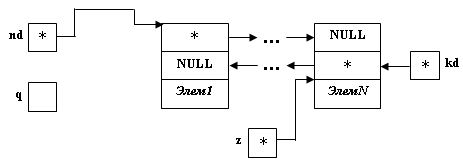 nd * * ... NULL
NULL ... * * kd
q Элем1 ЭлемN
z *